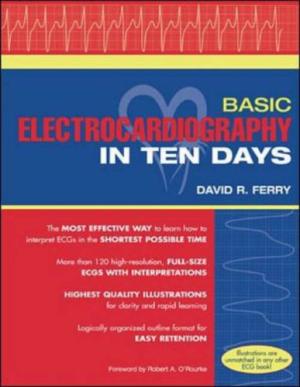 BASIC
ELECTROCARDIOGRAPHY
IN TEN DAYS
DAVID R. FERRY
The MOST EFFECTIVE WAY to learn how to
interpret ECGs in the SHORTEST POSSIBLE TIME
More than 120 high-resolution, FULL-SIZE
ECGS WITH INTERPRETATIONS
HIGHEST QUALITY ILLUSTRATIONS
for clarity and rapid learning
Logically organized outline format for
EASY RETENTION
Foreword by Robert A. O'Rourke
Illustrations are
unmatched in any other
ECG book!